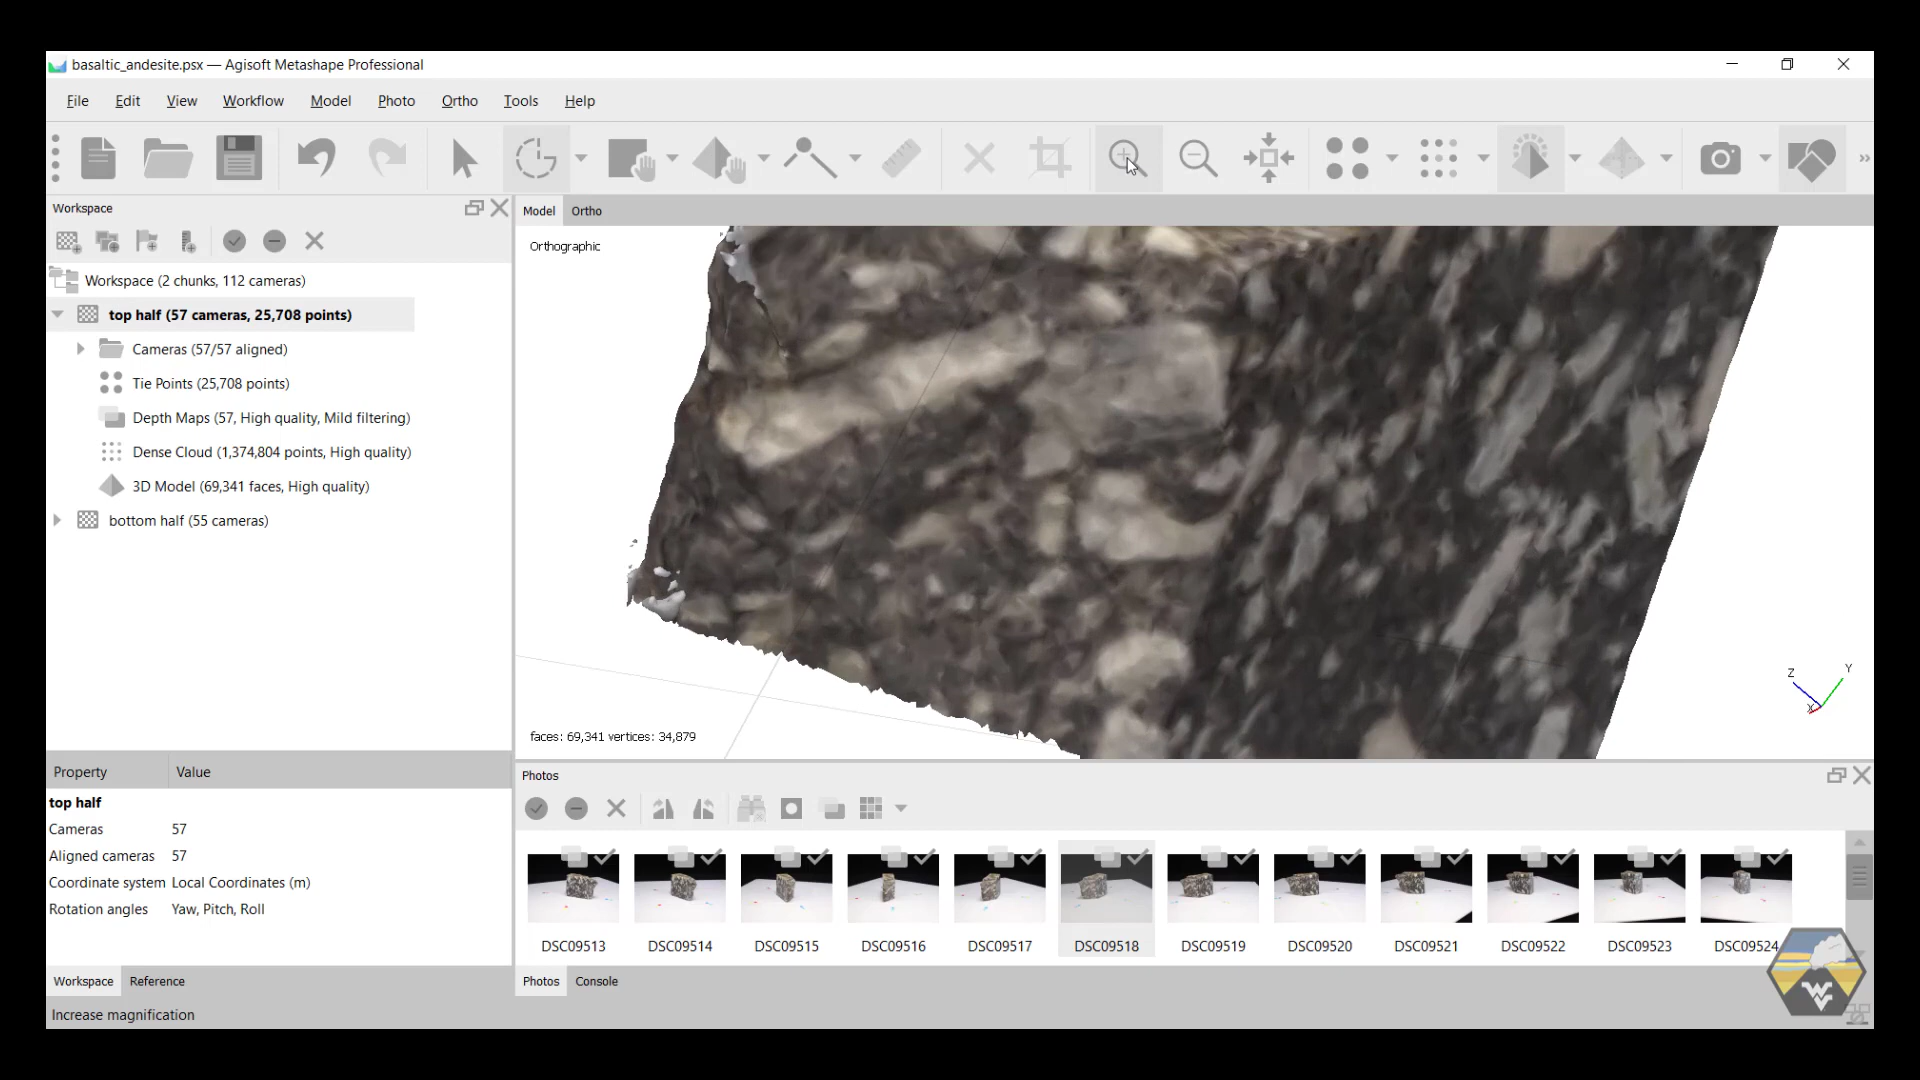 basaltic_andesite.psx — Agisoft Metashape Professional
File Edit View Workflow Model Photo Ortho Tools Help
Workspace
Model Ortho
Orthographic
Workspace (2 chunks, 112 cameras)
top half (57 cameras, 25,708 points)
Cameras (57/57 aligned)
Tie Points (25,708 points)
Depth Maps (57, High quality, Mild filtering)
Dense Cloud (1,374,804 points, High quality)
3D Model (69,341 faces, High quality)
bottom half (55 cameras)
Z Y
X
faces: 69,341 vertices: 34,879
Property Value
top half
Cameras 57
Aligned cameras 57
Coordinate system Local Coordinates (m)
Rotation angles Yaw, Pitch, Roll
Photos
DSC09513 DSC09514 DSC09515 DSC09516 DSC09517 DSC09518 DSC09519 DSC09520 DSC09521 DSC09522 DSC09523 DSC09524
Workspace Reference
Photos Console
Increase magnification
WV